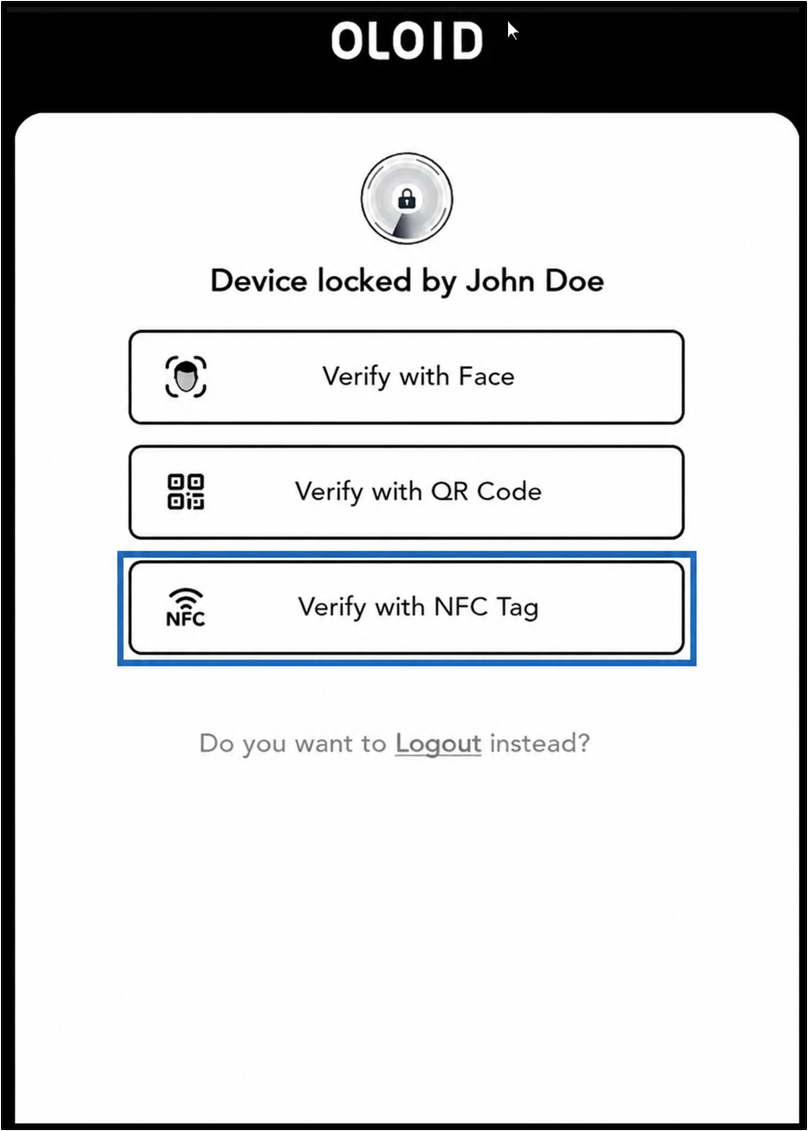 OLOID
Device locked by John Doe
Verify with Face
Verify with QR Code
NFC
Verify with NFC Tag
Do you want to Logout instead?